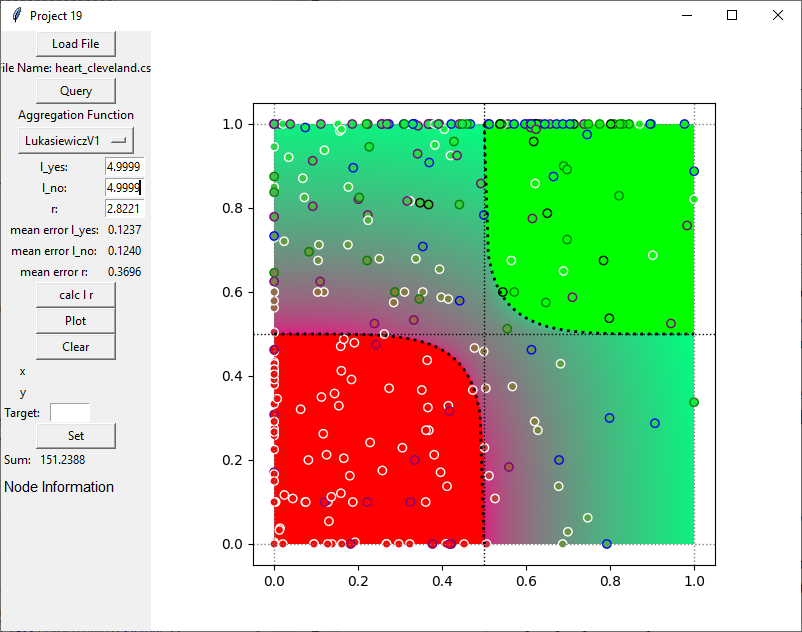 Project 19
Load File
ile Name: heart_cleveland.cs
Query
Aggregation Function
LukasiewiczV1
l_yes: 4.9999
l_no: 4.9999
r: 2.8221
mean error l_yes: 0.1237
mean error l_no: 0.1240
mean error r: 0.3696
calc l r
Plot
Clear
x
y
Target:
Set
Sum: 151.2388
Node Information
1.0
0.8
0.6
0.4
0.2
0.0
0.0 0.2 0.4 0.6 0.8 1.0